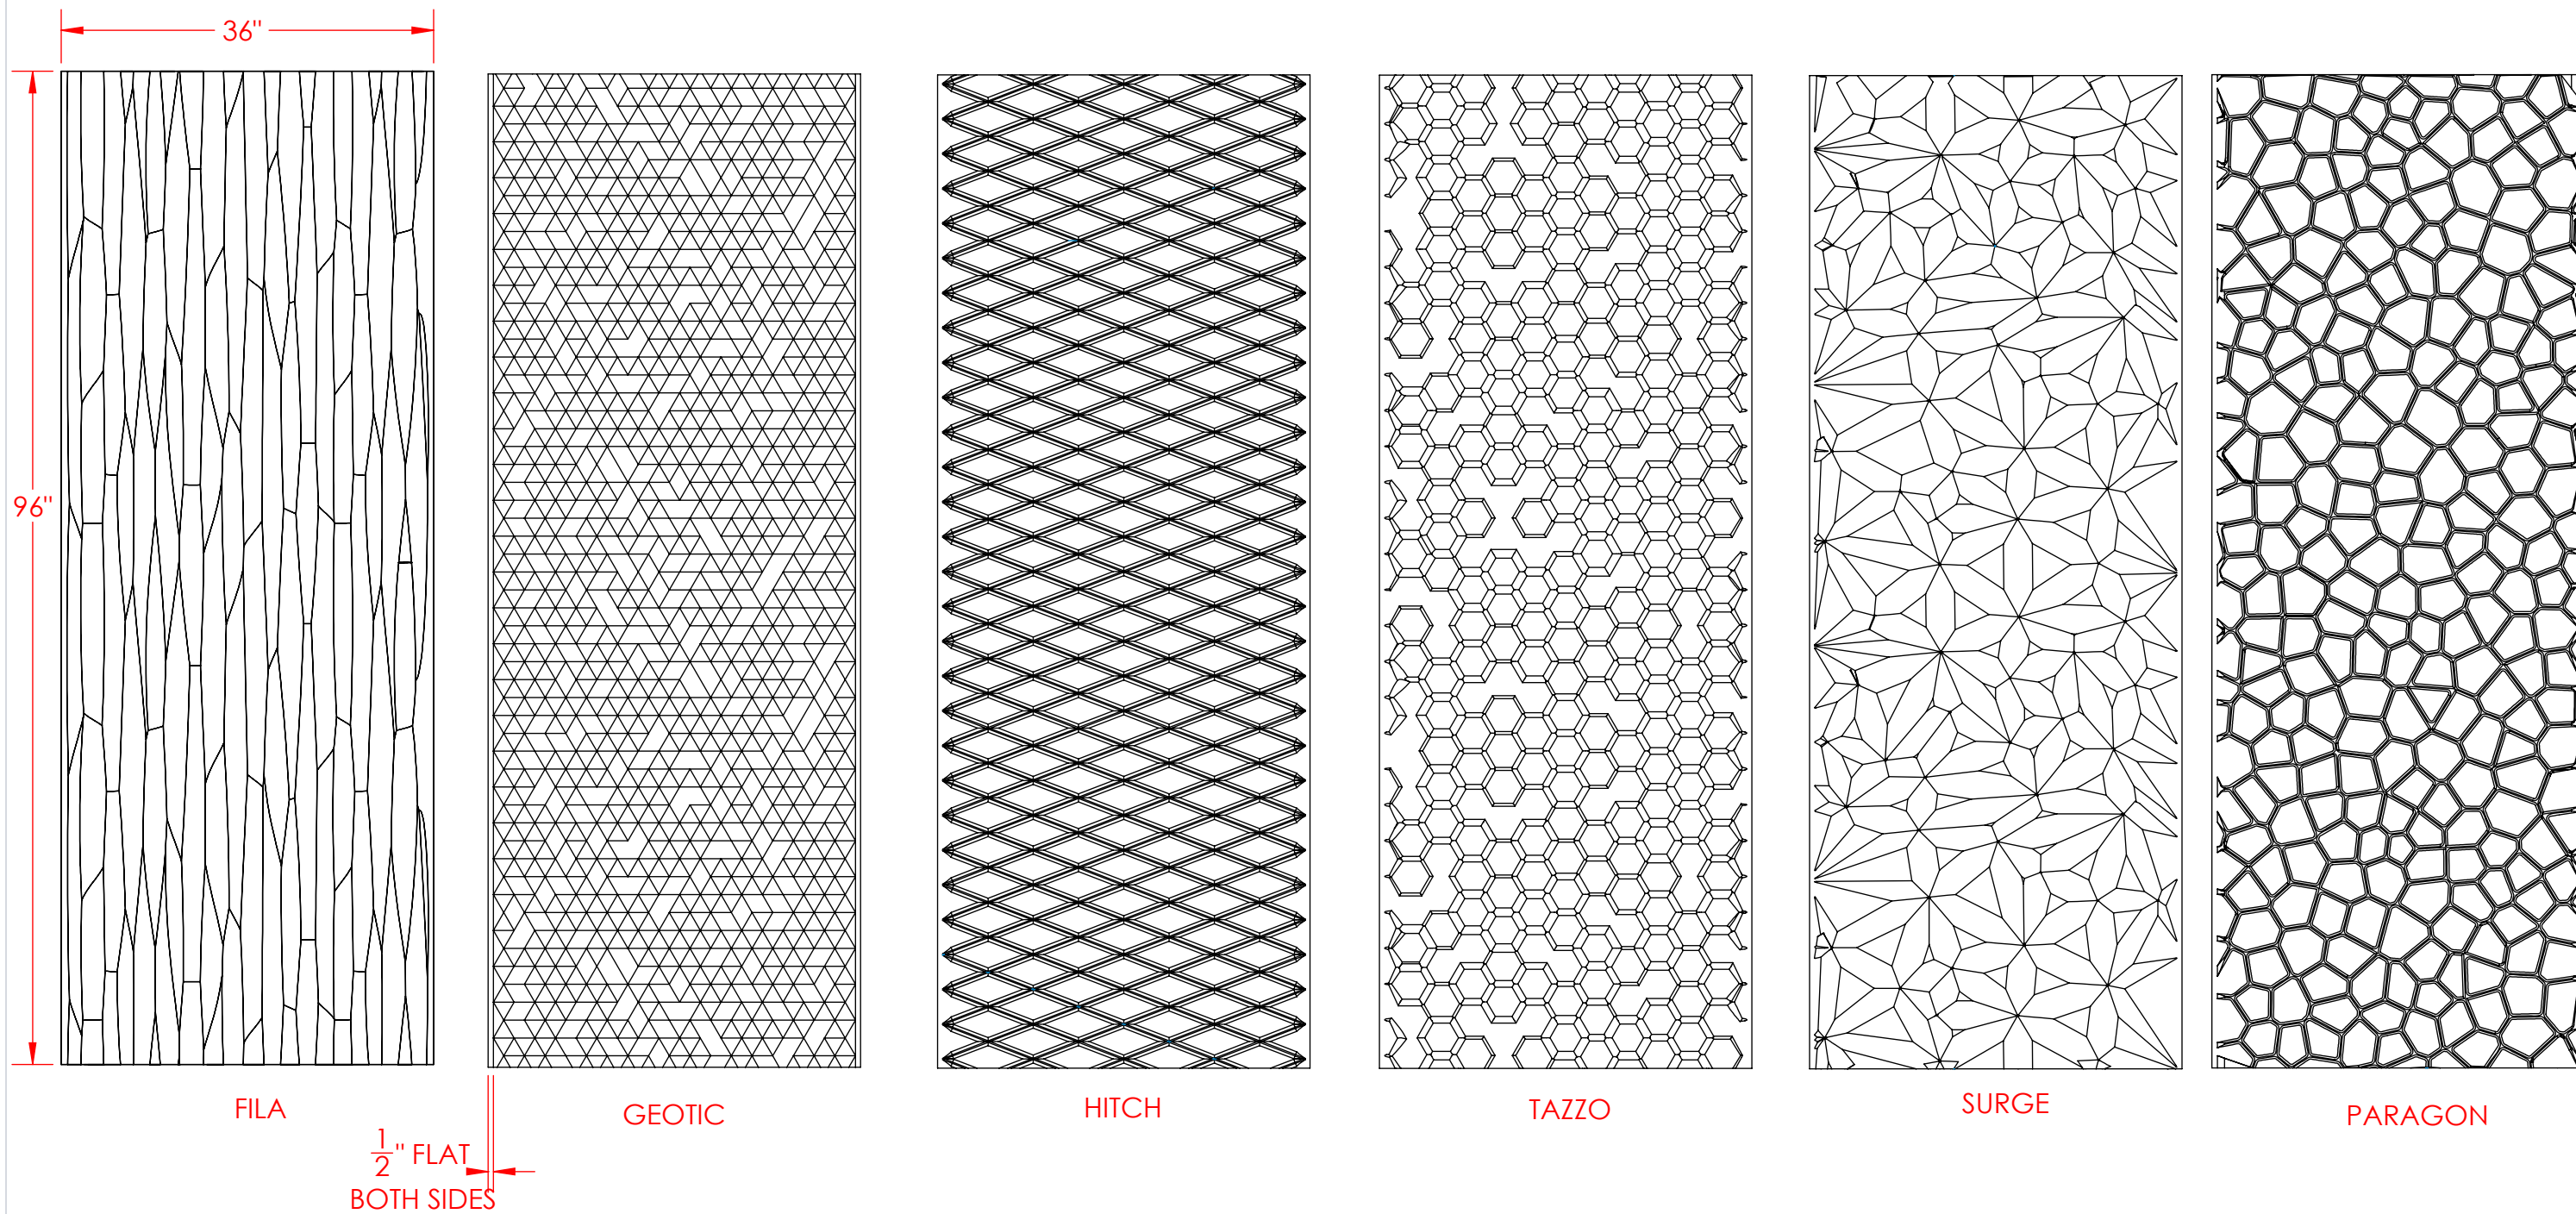 36"
96"
FILA
GEOTIC
HITCH
TAZZO
SURGE
PARAGON
1/2" FLAT
BOTH SIDES